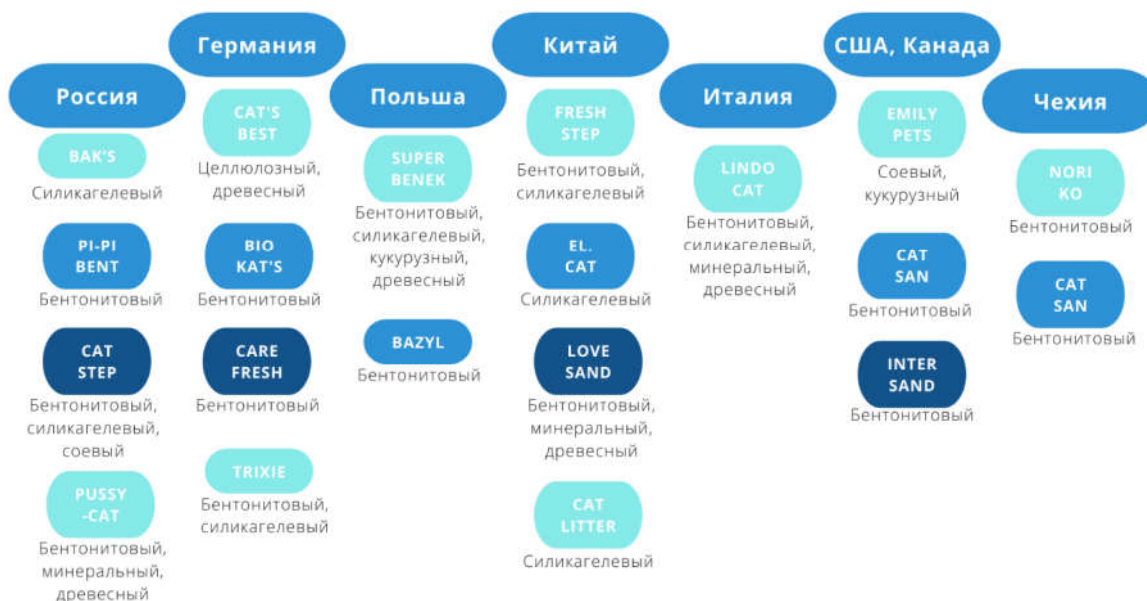 Россия
BAK'S
Силикагелевый
PI-PI
BENT
Бентонитовый
CAT
STEP
Бентонитовый,
силикагелевый,
соевый
PUSSY
-CAT
Бентонитовый,
минеральный,
древесный
Германия
CAT'S
BEST
Целлюлозный,
древесный
BIO
KAT'S
Бентонитовый
CARE
FRESH
Бентонитовый
TRIXIE
Бентонитовый,
силикагелевый
Польша
SUPER
BENEK
Бентонитовый,
силикагелевый,
кукурузный,
древесный
BAZYL
Бентонитовый
Китай
FRESH
STEP
Бентонитовый,
силикагелевый
EL.
CAT
Силикагелевый
LOVE
SAND
Бентонитовый,
минеральный,
древесный
CAT
LITTER
Силикагелевый
Италия
LINDO
CAT
Бентонитовый,
силикагелевый,
минеральный,
древесный
США, Канада
EMILY
PETS
Соевый,
кукурузный
CAT
SAN
Бентонитовый
INTER
SAND
Бентонитовый
Чехия
NORI
KO
Бентонитовый
CAT
SAN
Бентонитовый